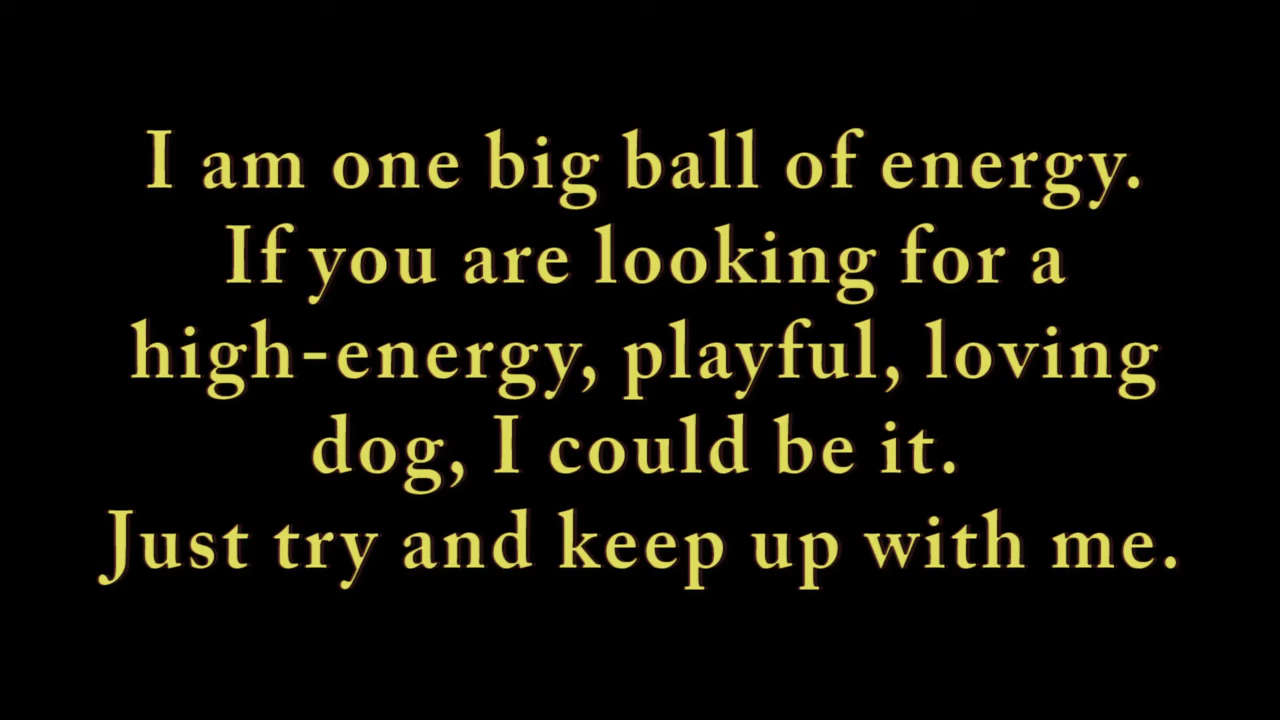 I am one big ball of energy.
If you are looking for a
high-energy, playful, loving
dog, I could be it.
Just try and keep up with me.